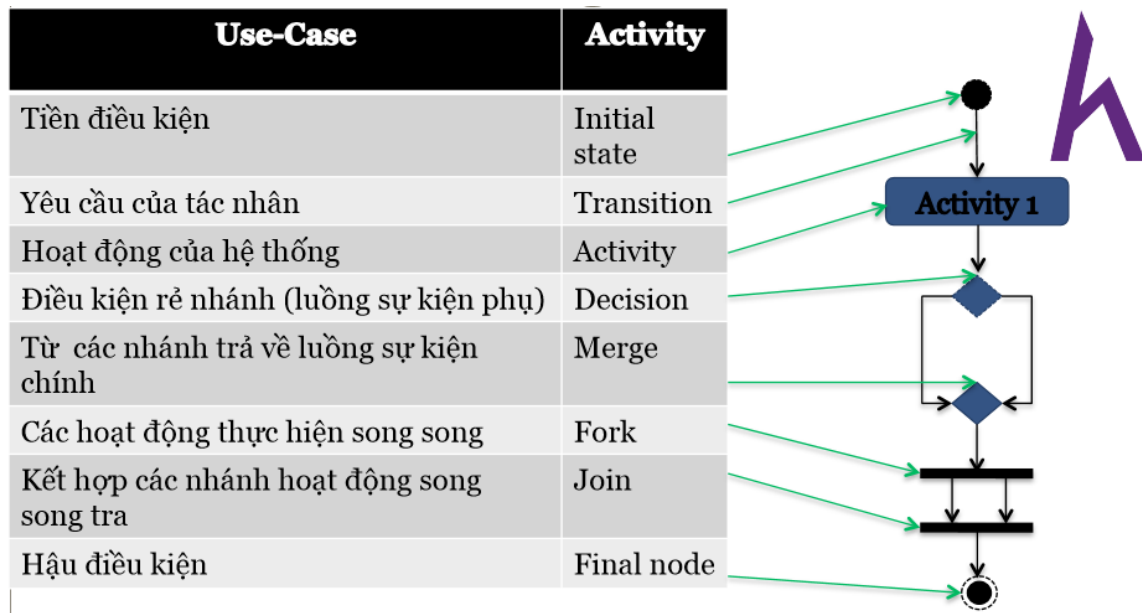 Use-Case Activity
Tiền điều kiện Initial
state
Yêu cầu của tác nhân Transition
Hoạt động của hệ thống Activity
Điều kiện rẻ nhánh (luồng sự kiện phụ) Decision
Từ các nhánh trả về luồng sự kiện Merge
chính
Các hoạt động thực hiện song song Fork
Kết hợp các nhánh hoạt động song Join
song tra
Hậu điều kiện Final node
Activity 1